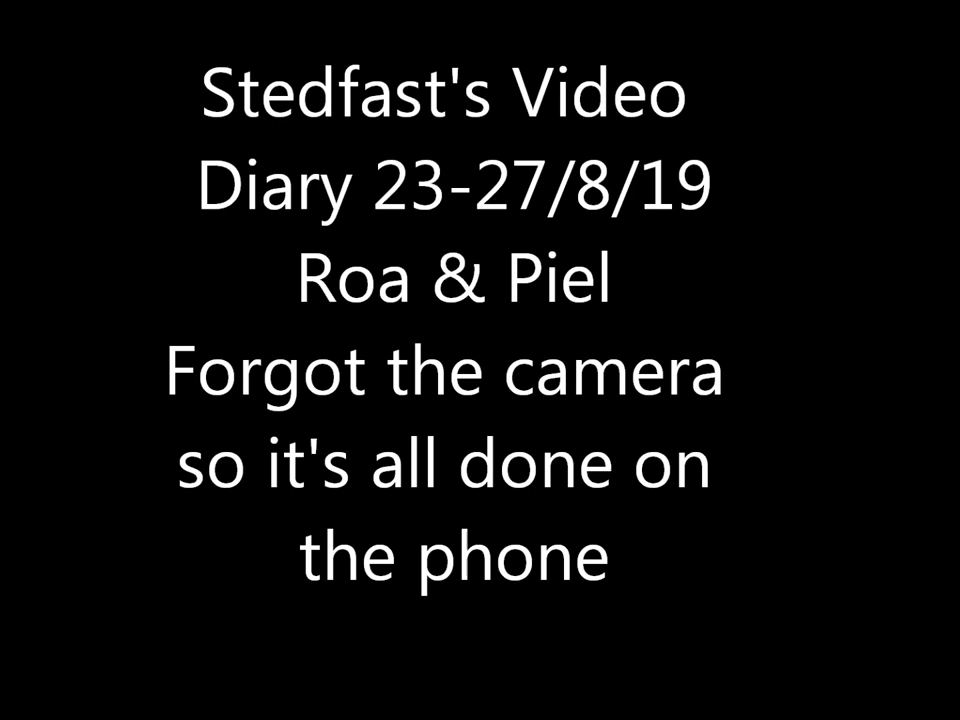 Stedfast's Video
Diary 23-27/8/19
Roa & Piel
Forgot the camera
so it's all done on
the phone